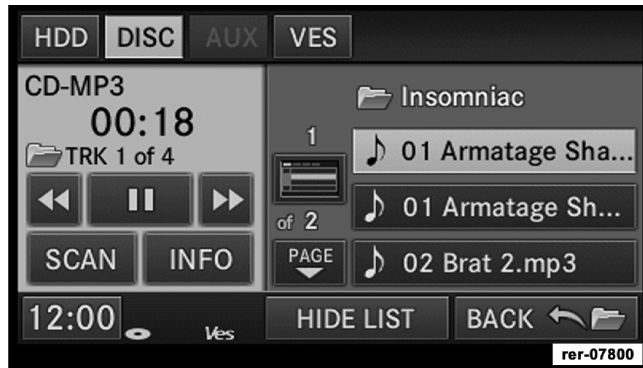 HDD DISC AUX VES
CD-MP3
00:18
TRK 1 of 4
SCAN INFO
1
of 2
PAGE
Insomniac
01 Armatage Sha...
01 Armatage Sh...
02 Brat 2.mp3
12:00 Ves HIDE LIST BACK
rer-07800